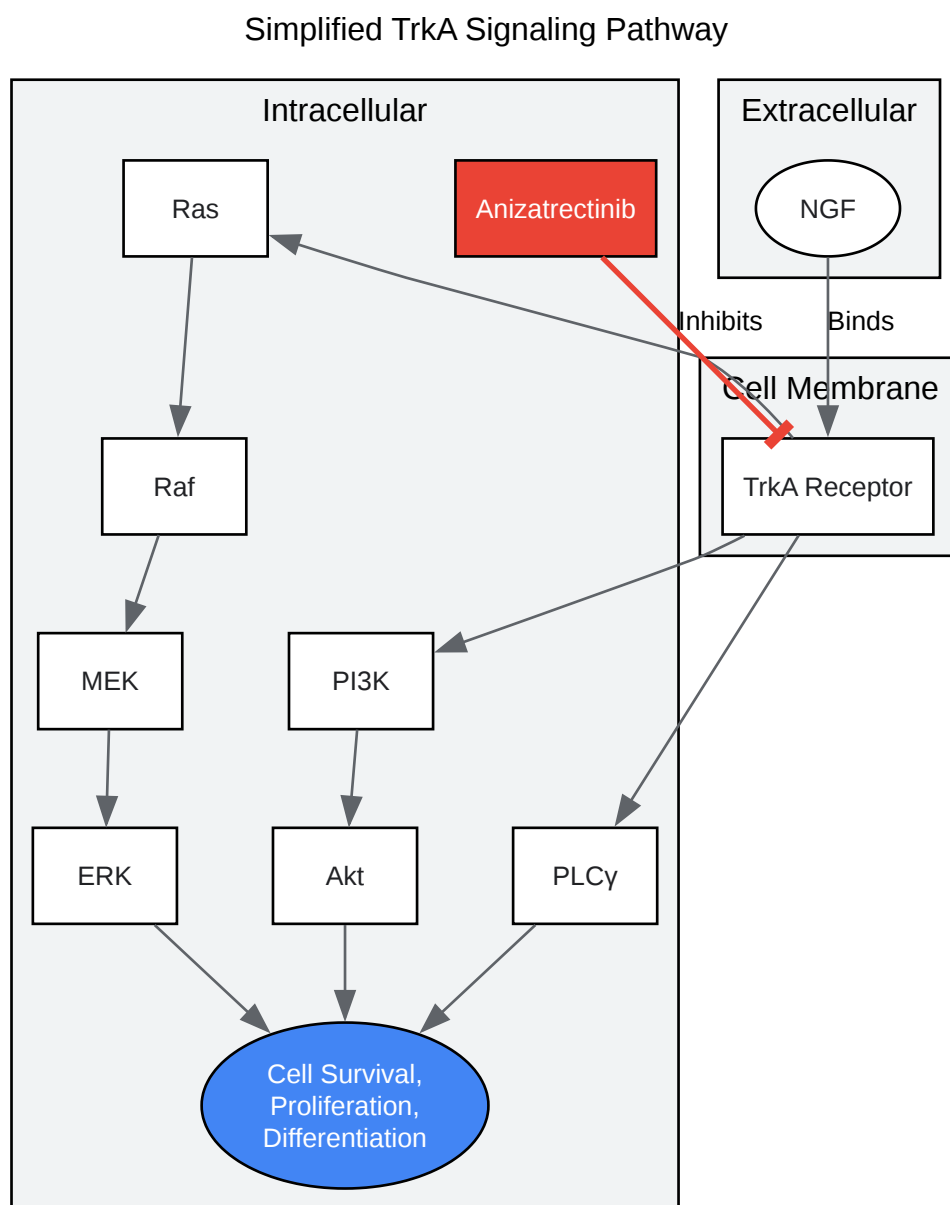 Simplified TrkA Signaling Pathway
Intracellular
Extracellular
Ras
Anizatrectinib
NGF
Inhibits
Binds
Cell Membrane
Raf
TrkA Receptor
MEK
PI3K
ERK
Akt
PLCγ
Cell Survival,
Proliferation,
Differentiation